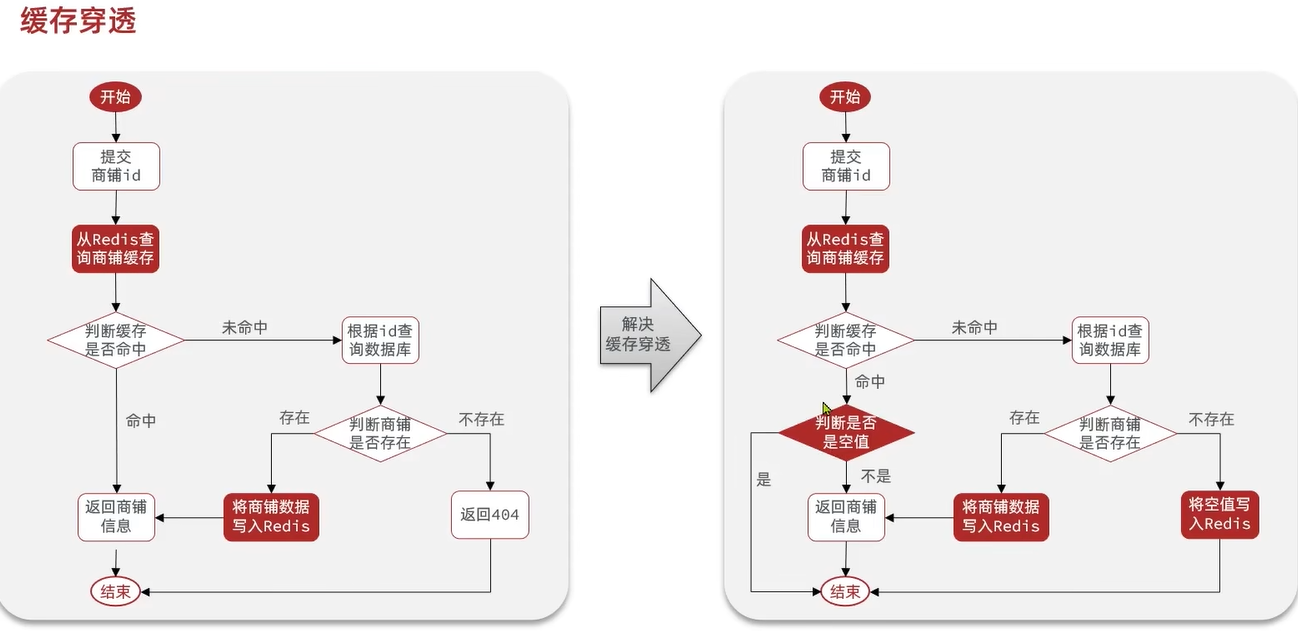 缓存穿透
开始
提交
商铺id
从Redis查
询商铺缓存
判断缓存
是否命中
未命中
根据id查
询数据库
命中
存在
判断商铺
是否存在
不存在
返回商铺
信息
将商铺数据
写入Redis
返回404
结束
解决
缓存穿透
开始
提交
商铺id
从Redis查
询商铺缓存
判断缓存
是否命中
未命中
根据id查
询数据库
命中
判断是否
是空值
存在
判断商铺
是否存在
不存在
是
不是
返回商铺
信息
将商铺数据
写入Redis
将空值写
入Redis
结束